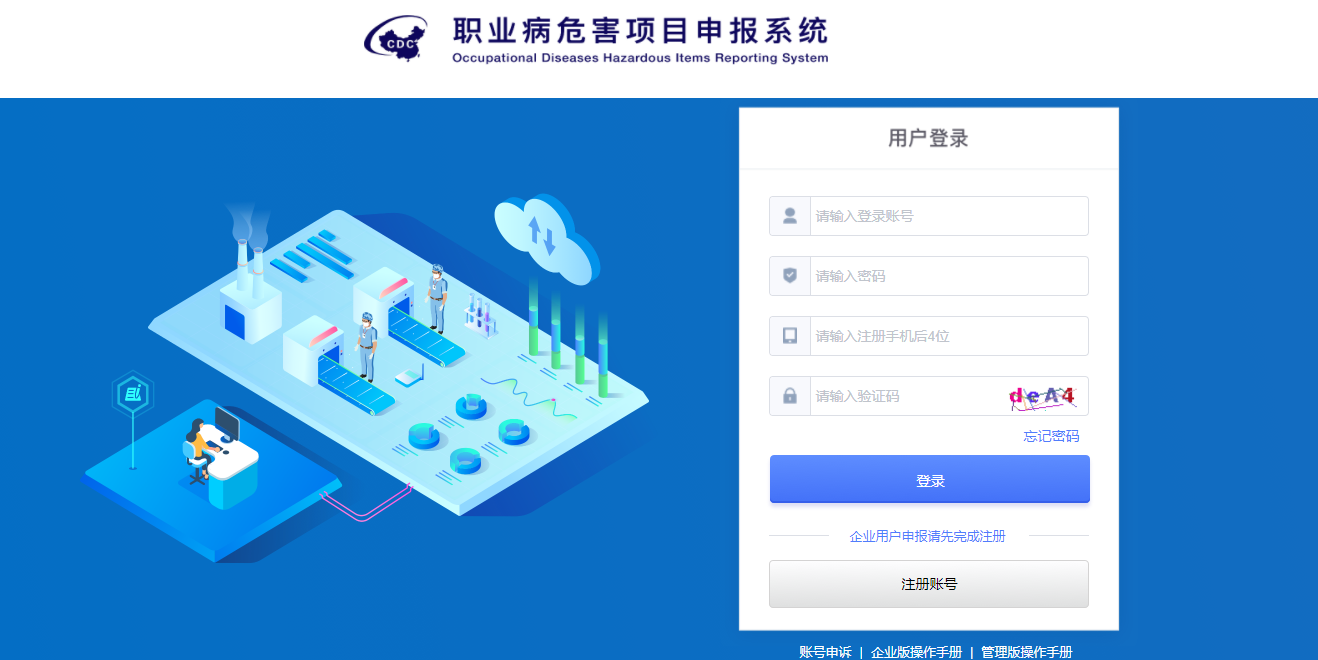 CDC
职业病危害项目申报系统
Occupational Diseases Hazardous Items Reporting System
用户登录
请输入登录账号
请输入密码
请输入注册手机后4位
请输入验证码
deA4
忘记密码
登录
企业用户申报请先完成注册
注册账号
账号申诉 | 企业版操作手册 | 管理版操作手册